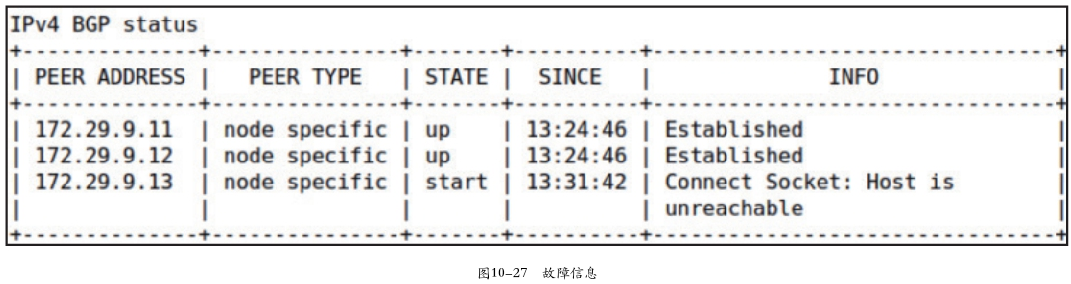 IPv4 BGP status
+--------------+---------------+-------+----------+--------------------------------+
| PEER ADDRESS | PEER TYPE | STATE | SINCE | INFO |
+--------------+---------------+-------+----------+--------------------------------+
| 172.29.9.11 | node specific | up | 13:24:46 | Established |
| 172.29.9.12 | node specific | up | 13:24:46 | Established |
| 172.29.9.13 | node specific | start | 13:31:42 | Connect Socket: Host is |
| | | | | unreachable |
+--------------+---------------+-------+----------+--------------------------------+
图10-27 故障信息